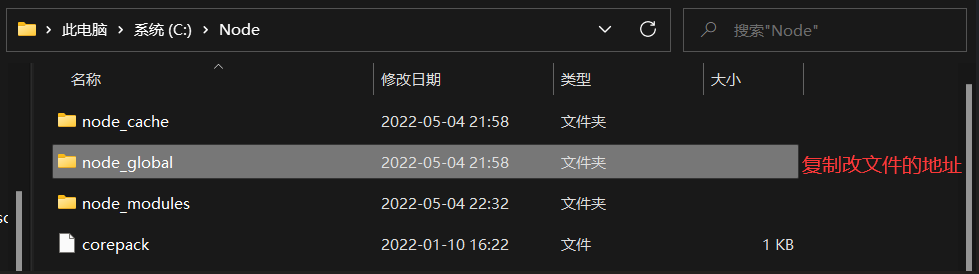 此电脑 系统 (C:) Node 搜索"Node"
名称 修改日期 类型 大小
node_cache 2022-05-04 21:58 文件夹
node_global 2022-05-04 21:58 文件夹 复制改文件的地址
node_modules 2022-05-04 22:32 文件夹
sc
corepack 2022-01-10 16:22 文件 1 KB